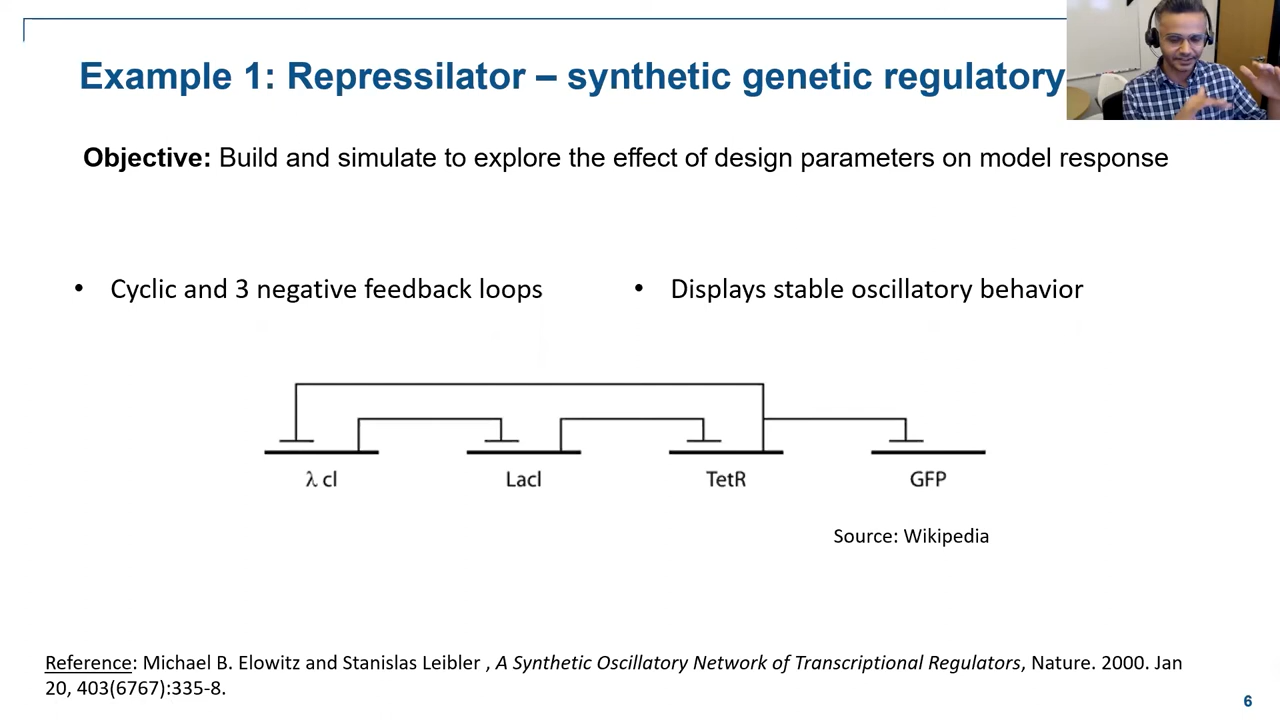 Example 1: Repressilator – synthetic genetic regulatory
Objective: Build and simulate to explore the effect of design parameters on model response
• Cyclic and 3 negative feedback loops
• Displays stable oscillatory behavior
λ cI
LacI
TetR
GFP
Source: Wikipedia
Reference: Michael B. Elowitz and Stanislas Leibler , A Synthetic Oscillatory Network of Transcriptional Regulators, Nature. 2000. Jan
20, 403(6767):335-8.
6